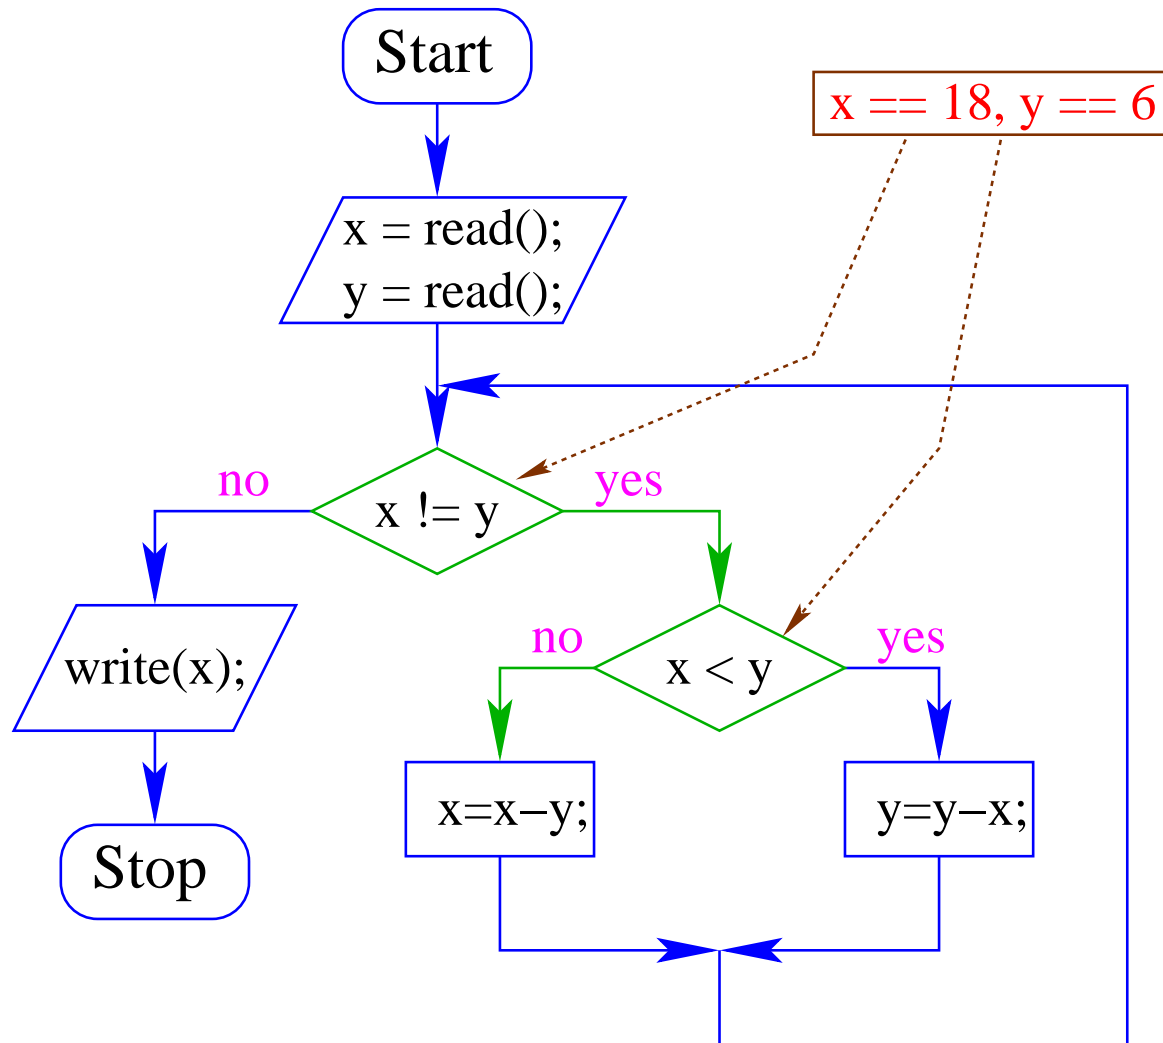 Start
x == 18, y == 6
x = read();
y = read();
no
yes
x != y
no
yes
write(x);
x < y
x=x−y;
y=y−x;
Stop